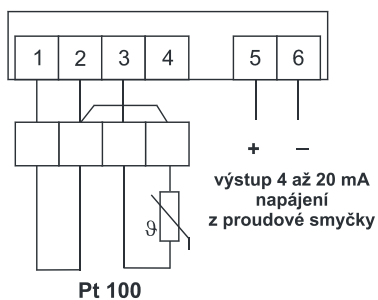 1 2 3 4 5 6
+ –
výstup 4 až 20 mA
napájení
z proudové smyčky
ϑ
Pt 100